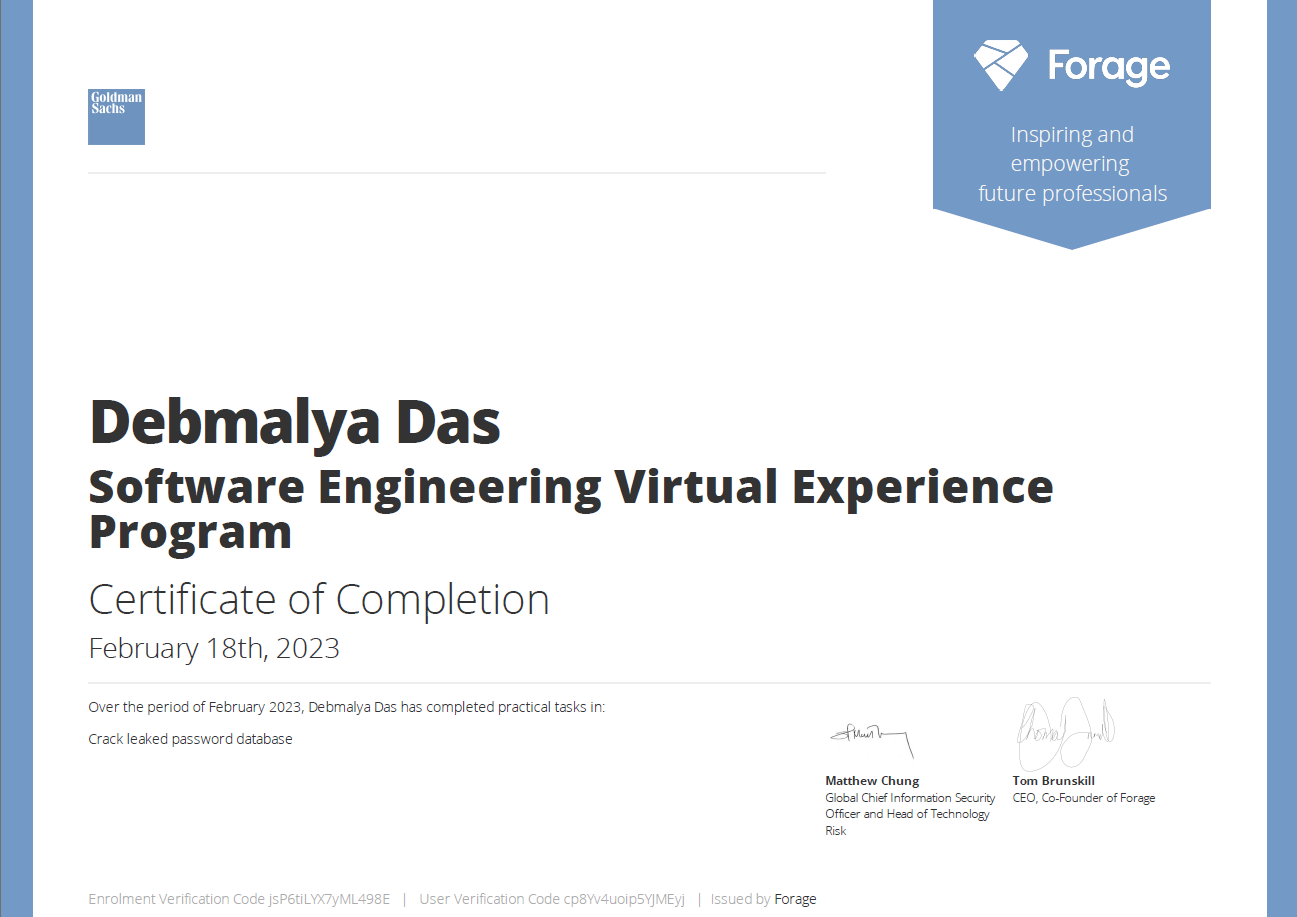 Goldman
Sachs
Forage
Inspiring and
empowering
future professionals
Debmalya Das
Software Engineering Virtual Experience
Program
Certificate of Completion
February 18th, 2023
Over the period of February 2023, Debmalya Das has completed practical tasks in:
Crack leaked password database
Matthew Chung
Global Chief Information Security
Officer and Head of Technology
Risk
Tom Brunskill
CEO, Co-Founder of Forage
Enrolment Verification Code jsP6tiLYX7yML498E | User Verification Code cp8Yv4uoip5YJMEyj | Issued by Forage